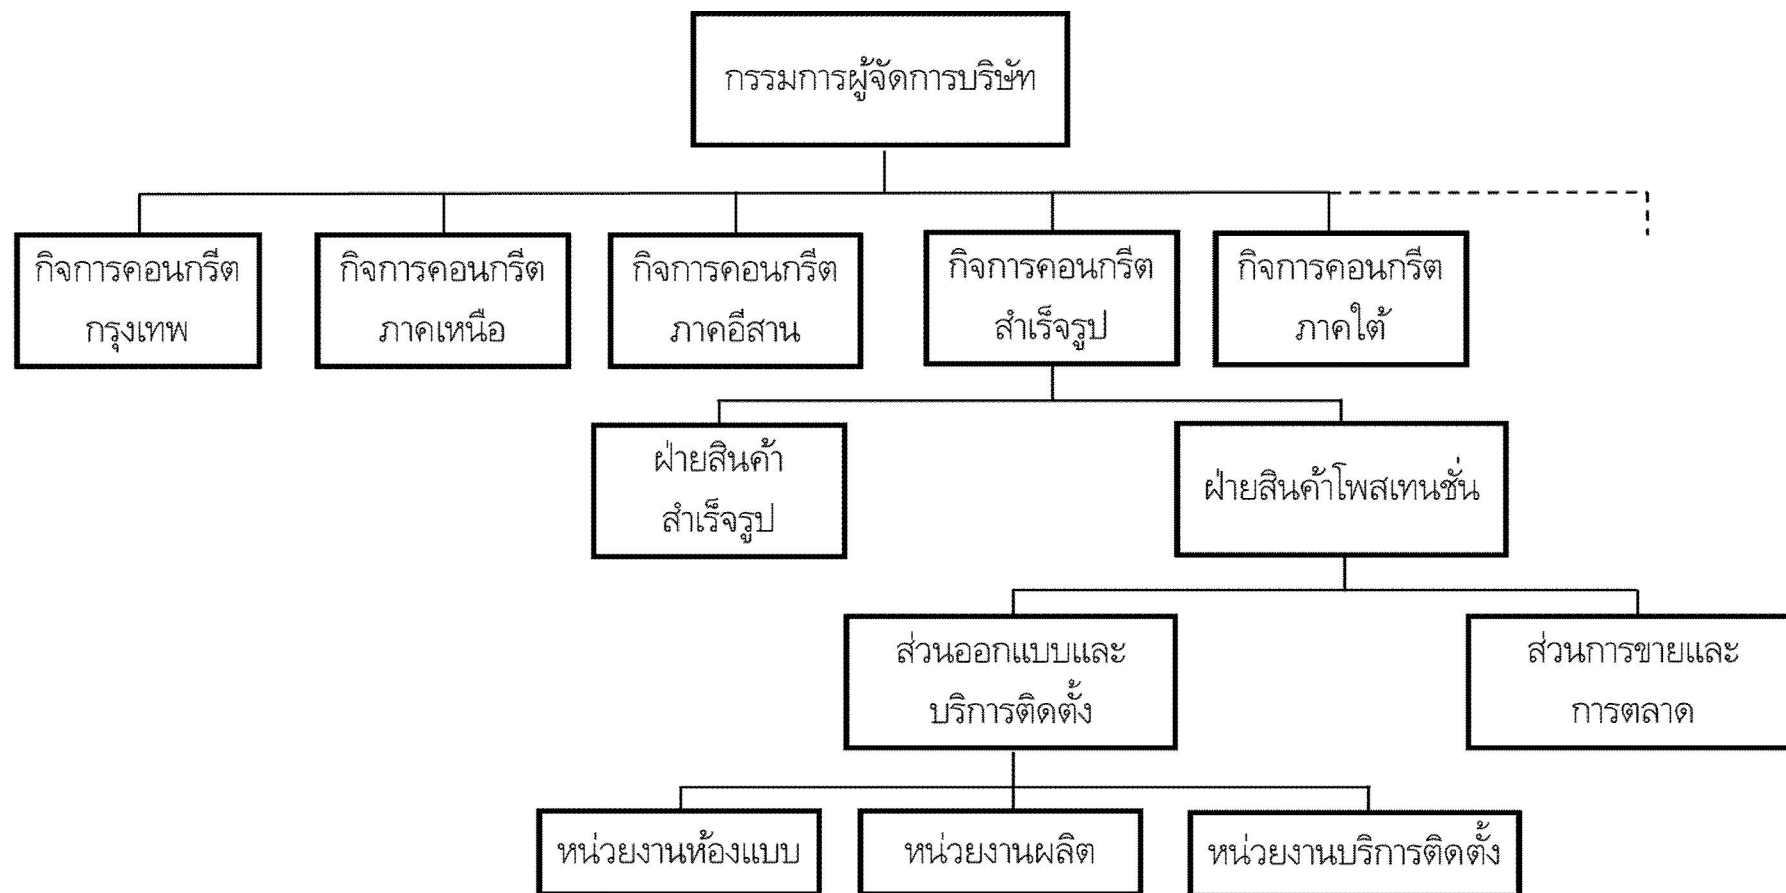 กรรมการผู้จัดการบริษัท
กิจการคอนกรีต
กรุงเทพ
กิจการคอนกรีต
ภาคเหนือ
กิจการคอนกรีต
ภาคอีสาน
กิจการคอนกรีต
สำเร็จรูป
กิจการคอนกรีต
ภาคใต้
ฝ่ายสินค้า
สำเร็จรูป
ฝ่ายสินค้าโพสเทนชั่น
ส่วนออกแบบและ
บริการติดตั้ง
ส่วนการขายและ
การตลาด
หน่วยงานห้องแบบ
หน่วยงานผลิต
หน่วยงานบริการติดตั้ง